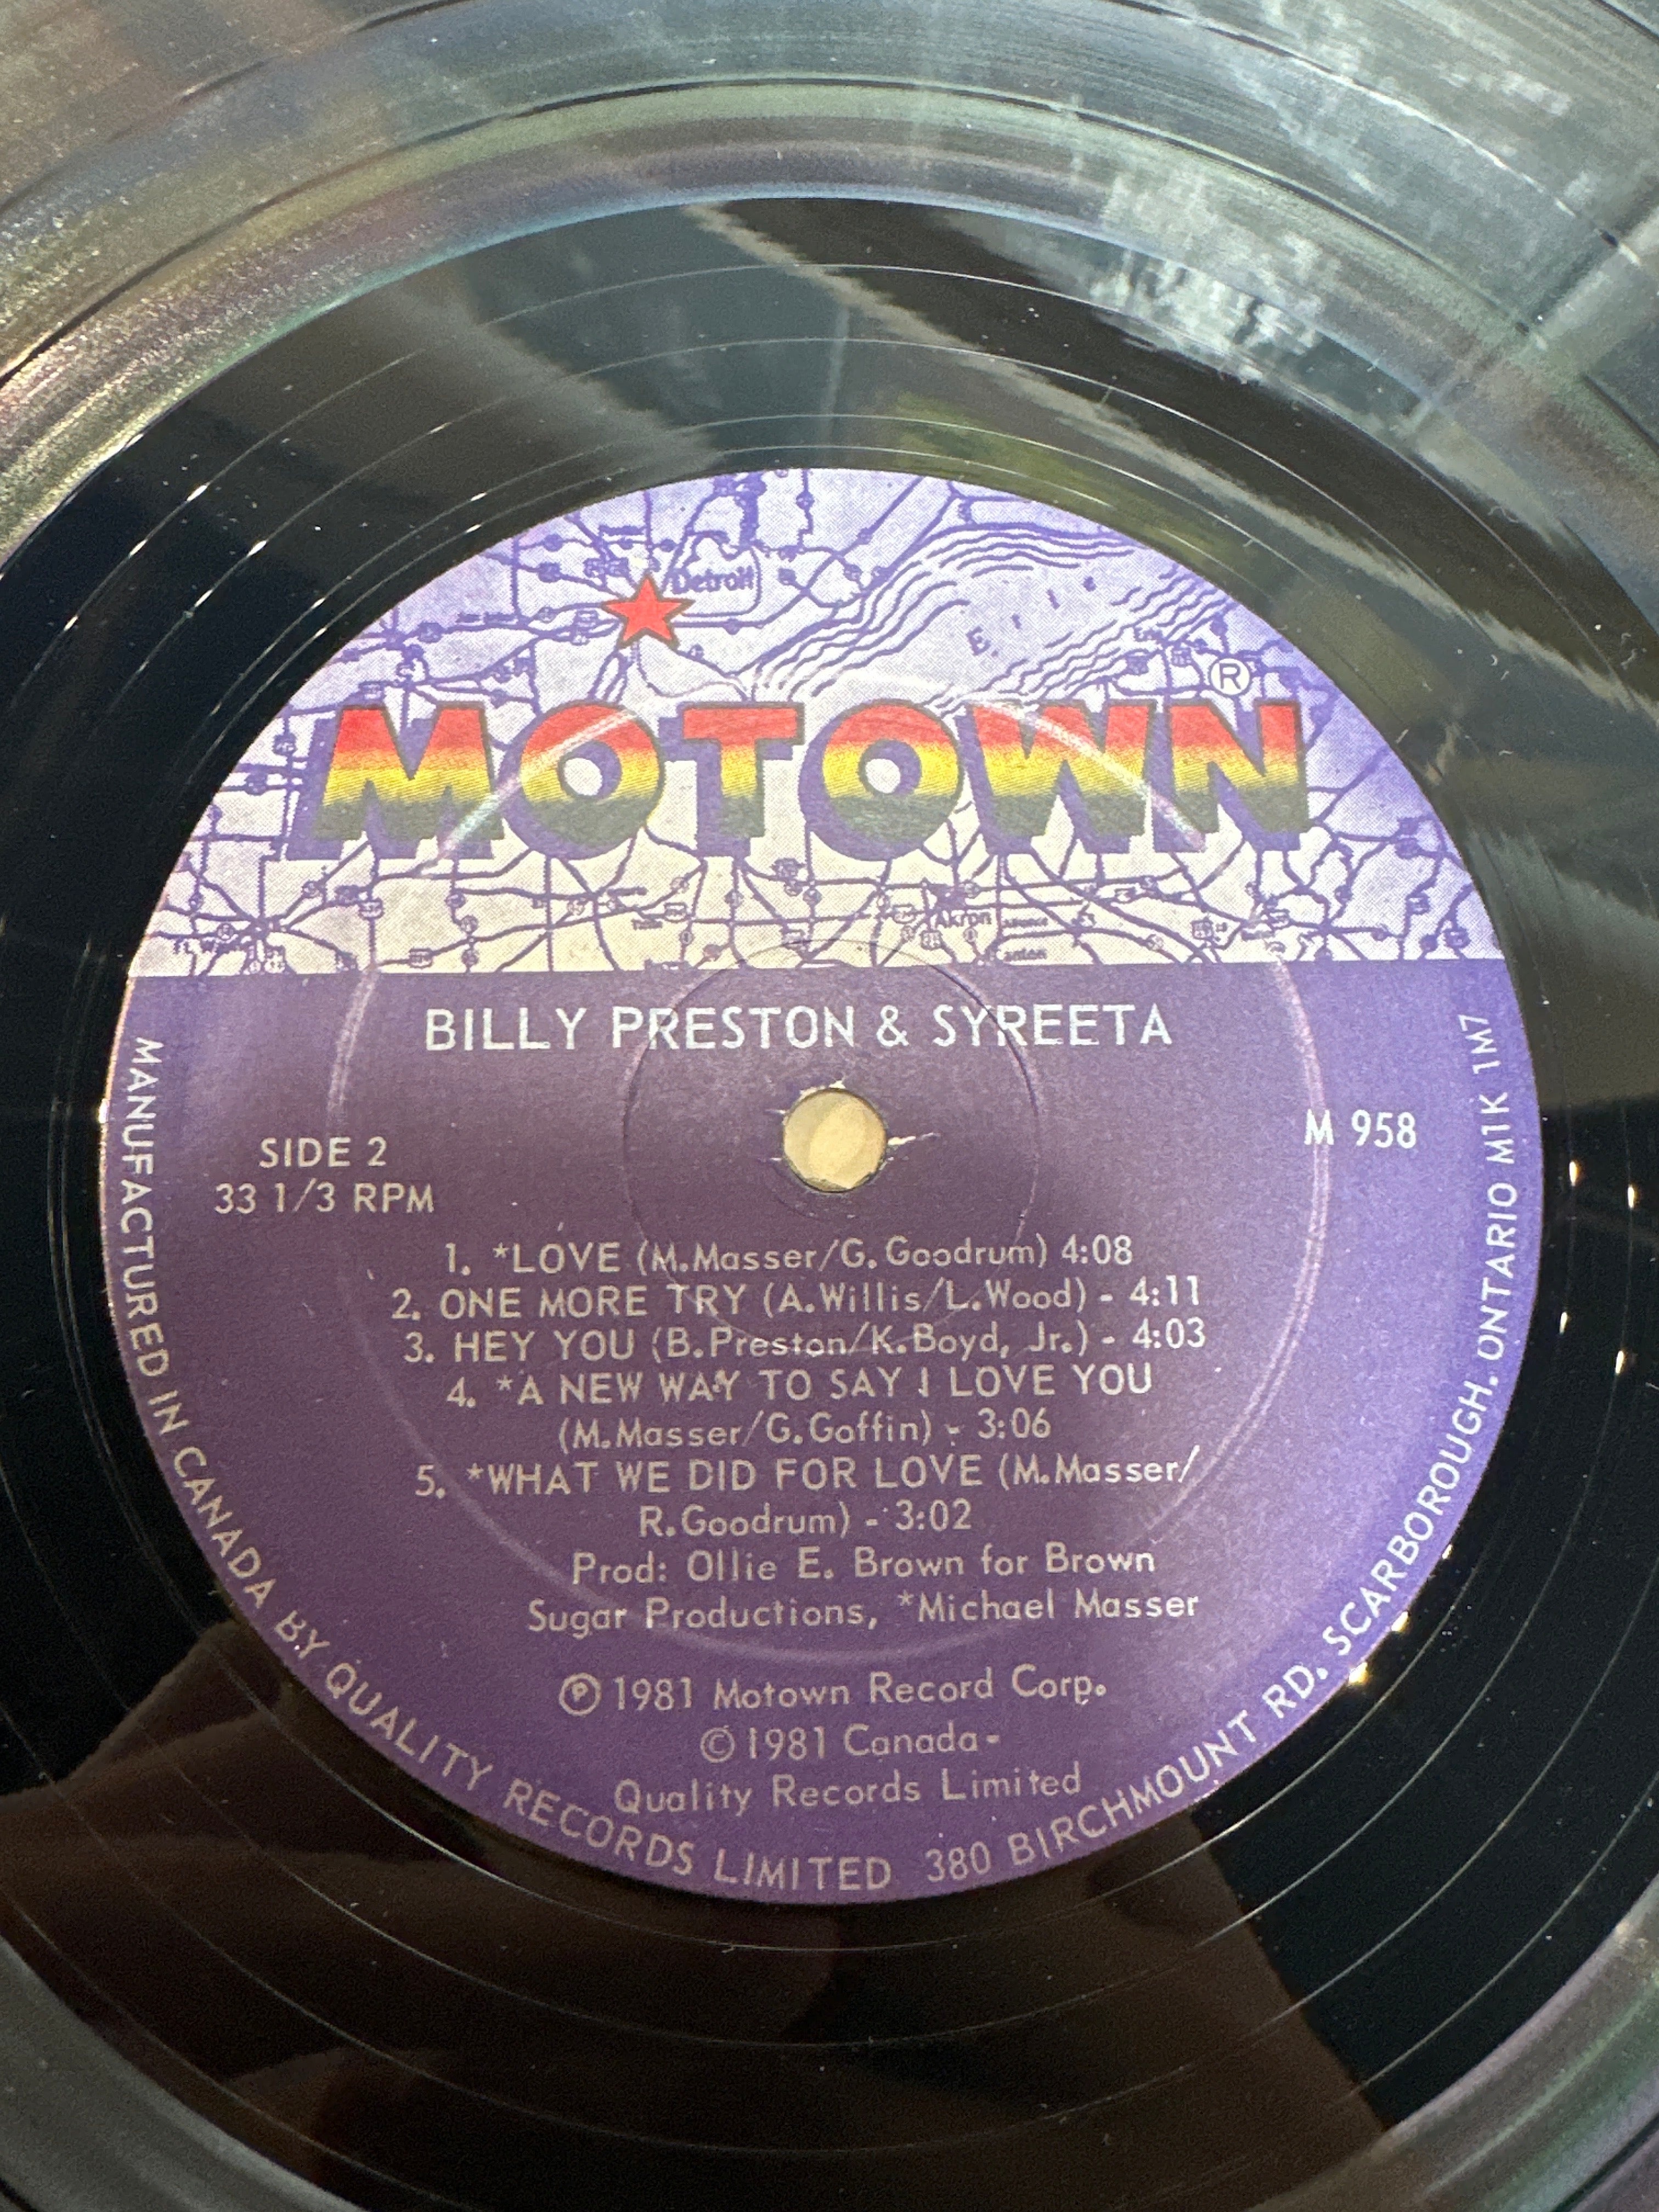 Detroit
Erie
®
MOTOWN
Akron
BILLY PRESTON & SYREETA
SIDE 2
33 1/3 RPM
M 958
1. *LOVE (M.Masser/G.Goodrum) 4:08
2. ONE MORE TRY (A.Willis/L.Wood) - 4:11
3. HEY YOU (B.Preston/K.Boyd, Jr.) - 4:03
4. *A NEW WAY TO SAY I LOVE YOU
(M.Masser/G.Goffin) - 3:06
5. *WHAT WE DID FOR LOVE (M.Masser/
R.Goodrum) - 3:02
Prod: Ollie E. Brown for Brown
Sugar Productions, *Michael Masser
℗ 1981 Motown Record Corp.
© 1981 Canada-
Quality Records Limited
MANUFACTURED IN CANADA BY QUALITY RECORDS LIMITED 380 BIRCHMOUNT RD. SCARBOROUGH. ONTARIO M1K 1M7